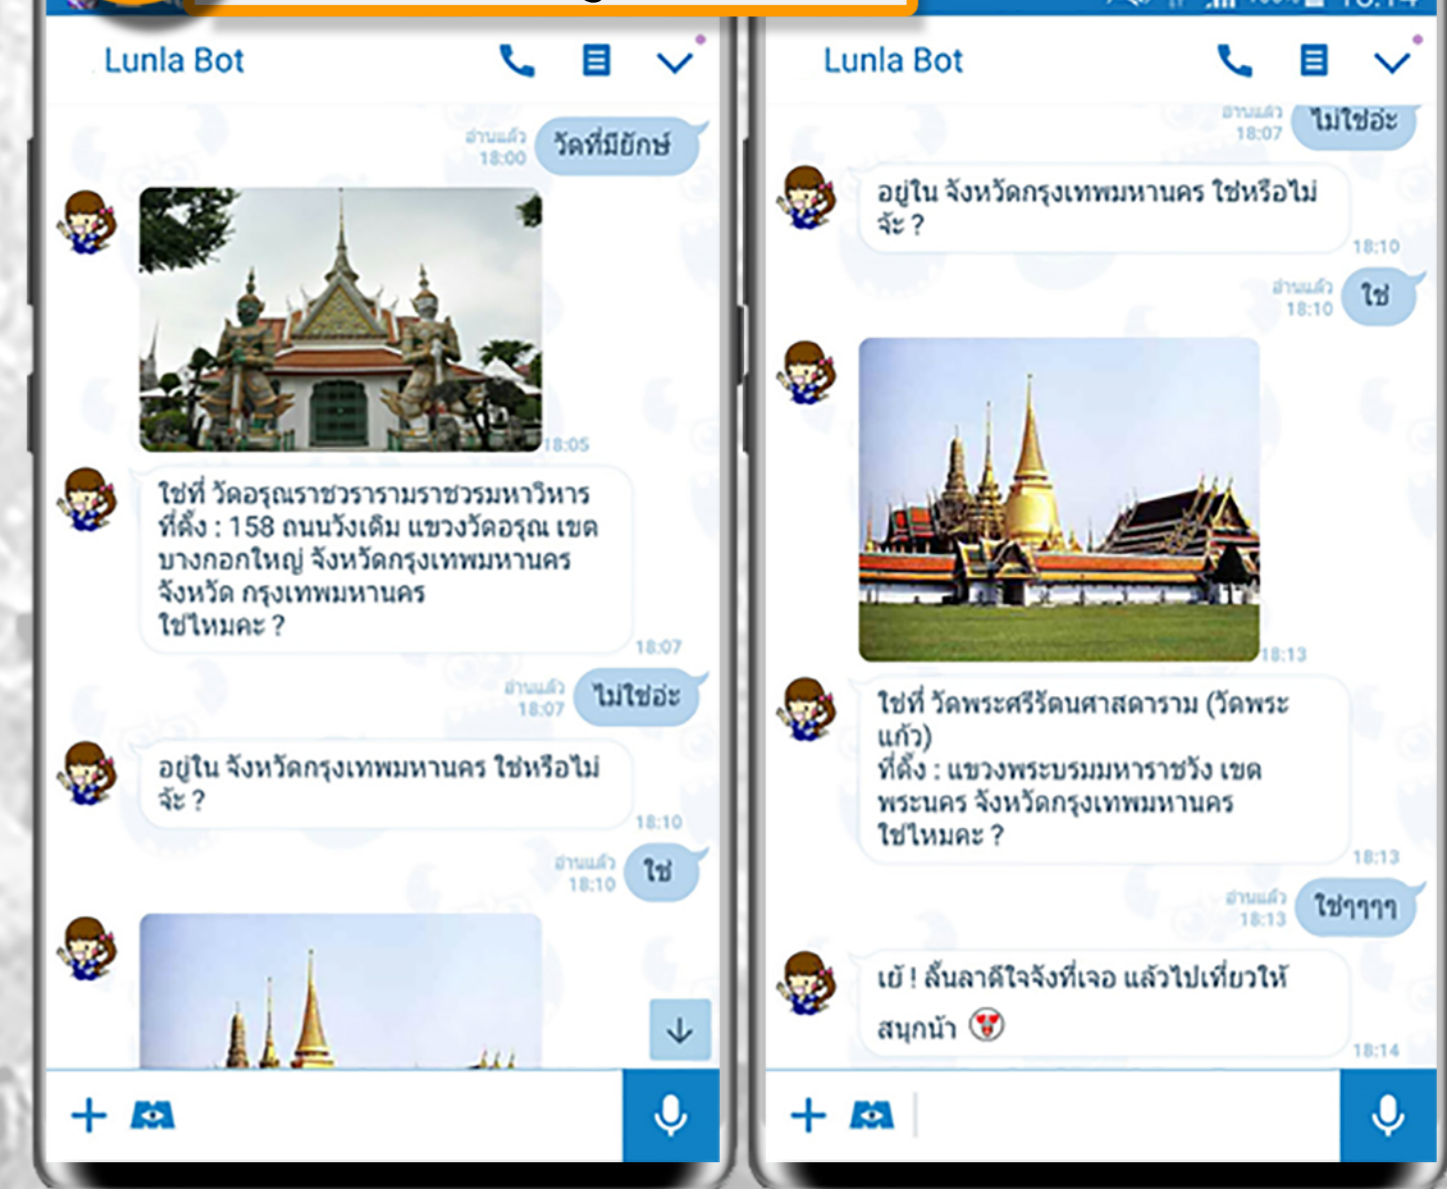 Lunla Bot
อ่านแล้ว
18:00
วัดที่มียักษ์
18:05
ใช่ที่ วัดอรุณราชวรารามราชวรมหาวิหาร
ที่ตั้ง : 158 ถนนวังเดิม แขวงวัดอรุณ เขต
บางกอกใหญ่ จังหวัดกรุงเทพมหานคร
จังหวัด กรุงเทพมหานคร
ใช่ไหมคะ ?
18:07
อ่านแล้ว
18:07
ไม่ใช่อ่ะ
อยู่ใน จังหวัดกรุงเทพมหานคร ใช่หรือไม่
จ้ะ ?
18:10
อ่านแล้ว
18:10
ใช่
Lunla Bot
อ่านแล้ว
18:07
ไม่ใช่อ่ะ
อยู่ใน จังหวัดกรุงเทพมหานคร ใช่หรือไม่
จ้ะ ?
18:10
อ่านแล้ว
18:10
ใช่
18:13
ใช่ที่ วัดพระศรีรัตนศาสดาราม (วัดพระ
แก้ว)
ที่ตั้ง : แขวงพระบรมมหาราชวัง เขต
พระนคร จังหวัดกรุงเทพมหานคร
ใช่ไหมคะ ?
18:13
อ่านแล้ว
18:13
ใช่ๆๆๆๆ
เย้ ! ลั้นลาดีใจจังที่เจอ แล้วไปเที่ยวให้
สนุกน้า
18:14